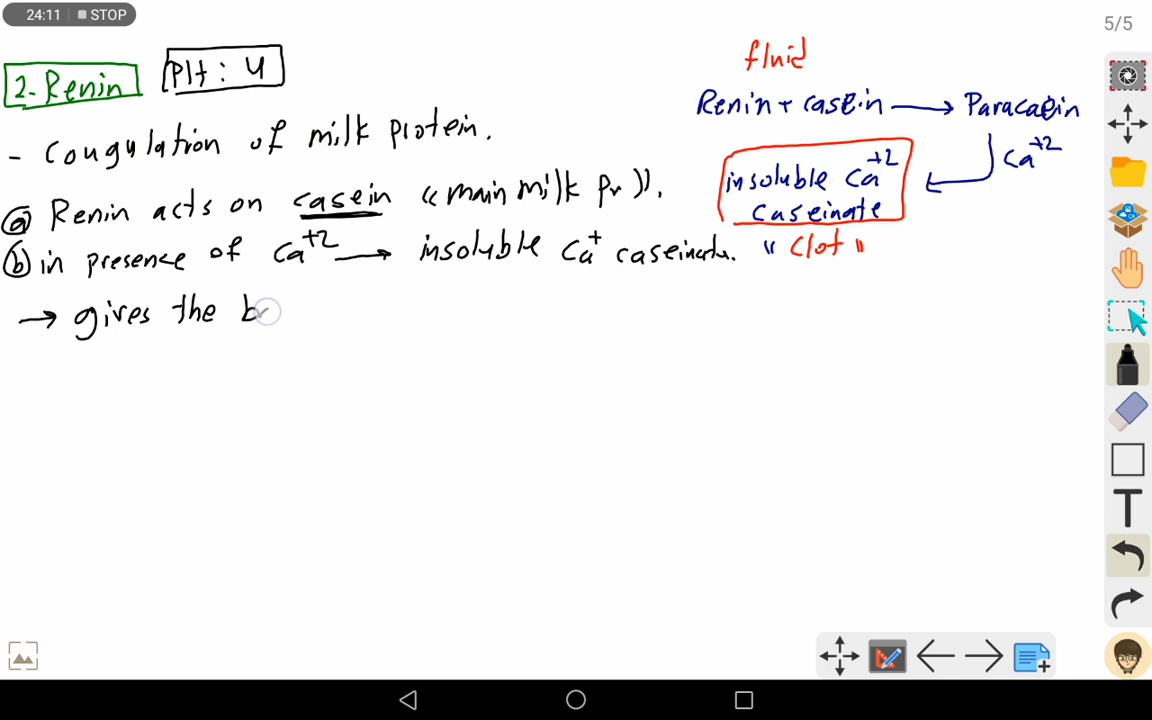 24:11 STOP
5/5
2. Renin PH : 4
- Cougulation of milk protein.
ⓐ Renin acts on casein «main milk Pr».
ⓑ in presence of Ca+2 → insoluble Ca+ caseinate.
→ gives the b
fluid
Renin + casein → Paracasein
Ca+2
insoluble Ca+2
caseinate
" Clot "
T